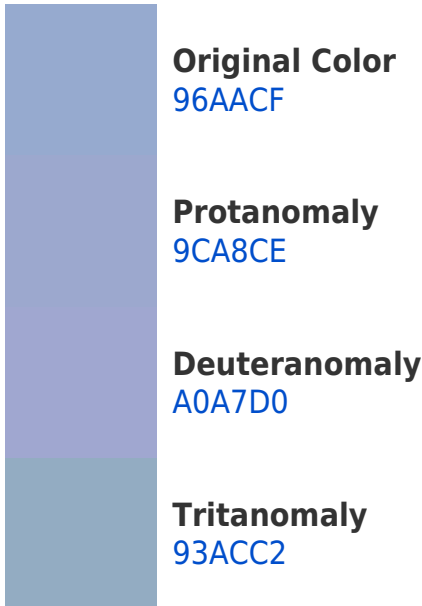 Original Color
96AACF
Protanomaly
9CA8CE
Deuteranomaly
A0A7D0
Tritanomaly
93ACC2